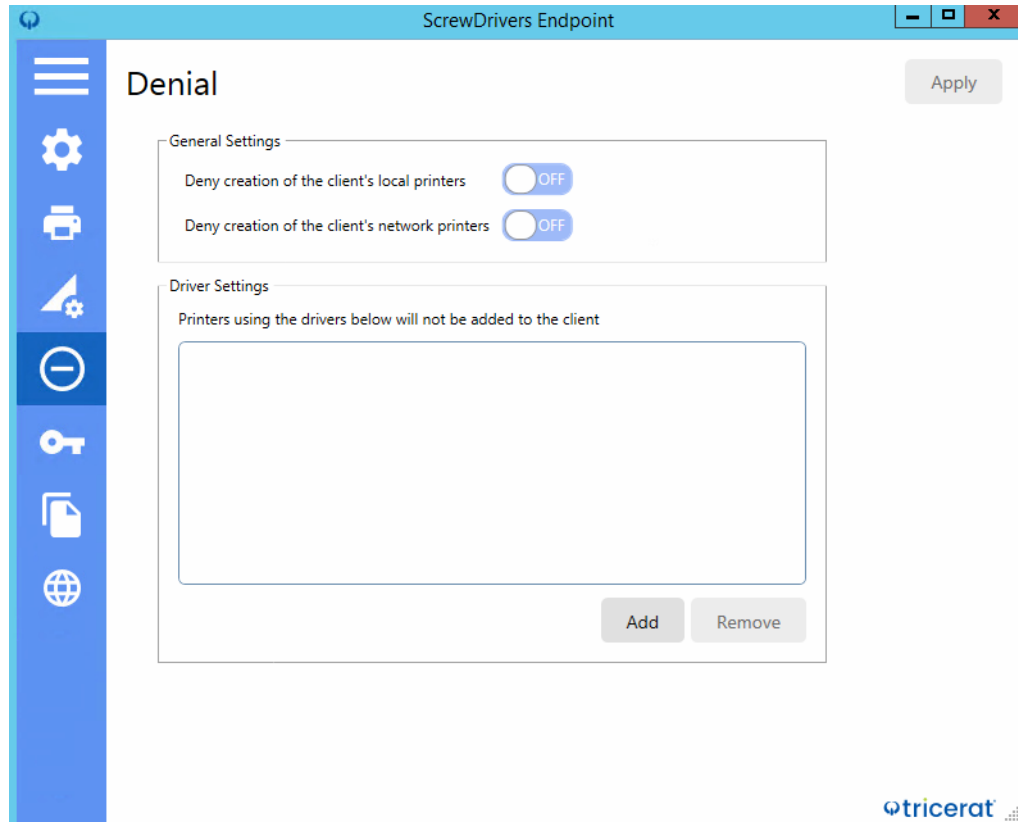 ScrewDrivers Endpoint
Denial
Apply
General Settings
Deny creation of the client's local printers OFF
Deny creation of the client's network printers OFF
Driver Settings
Printers using the drivers below will not be added to the client
Add Remove
tricerat